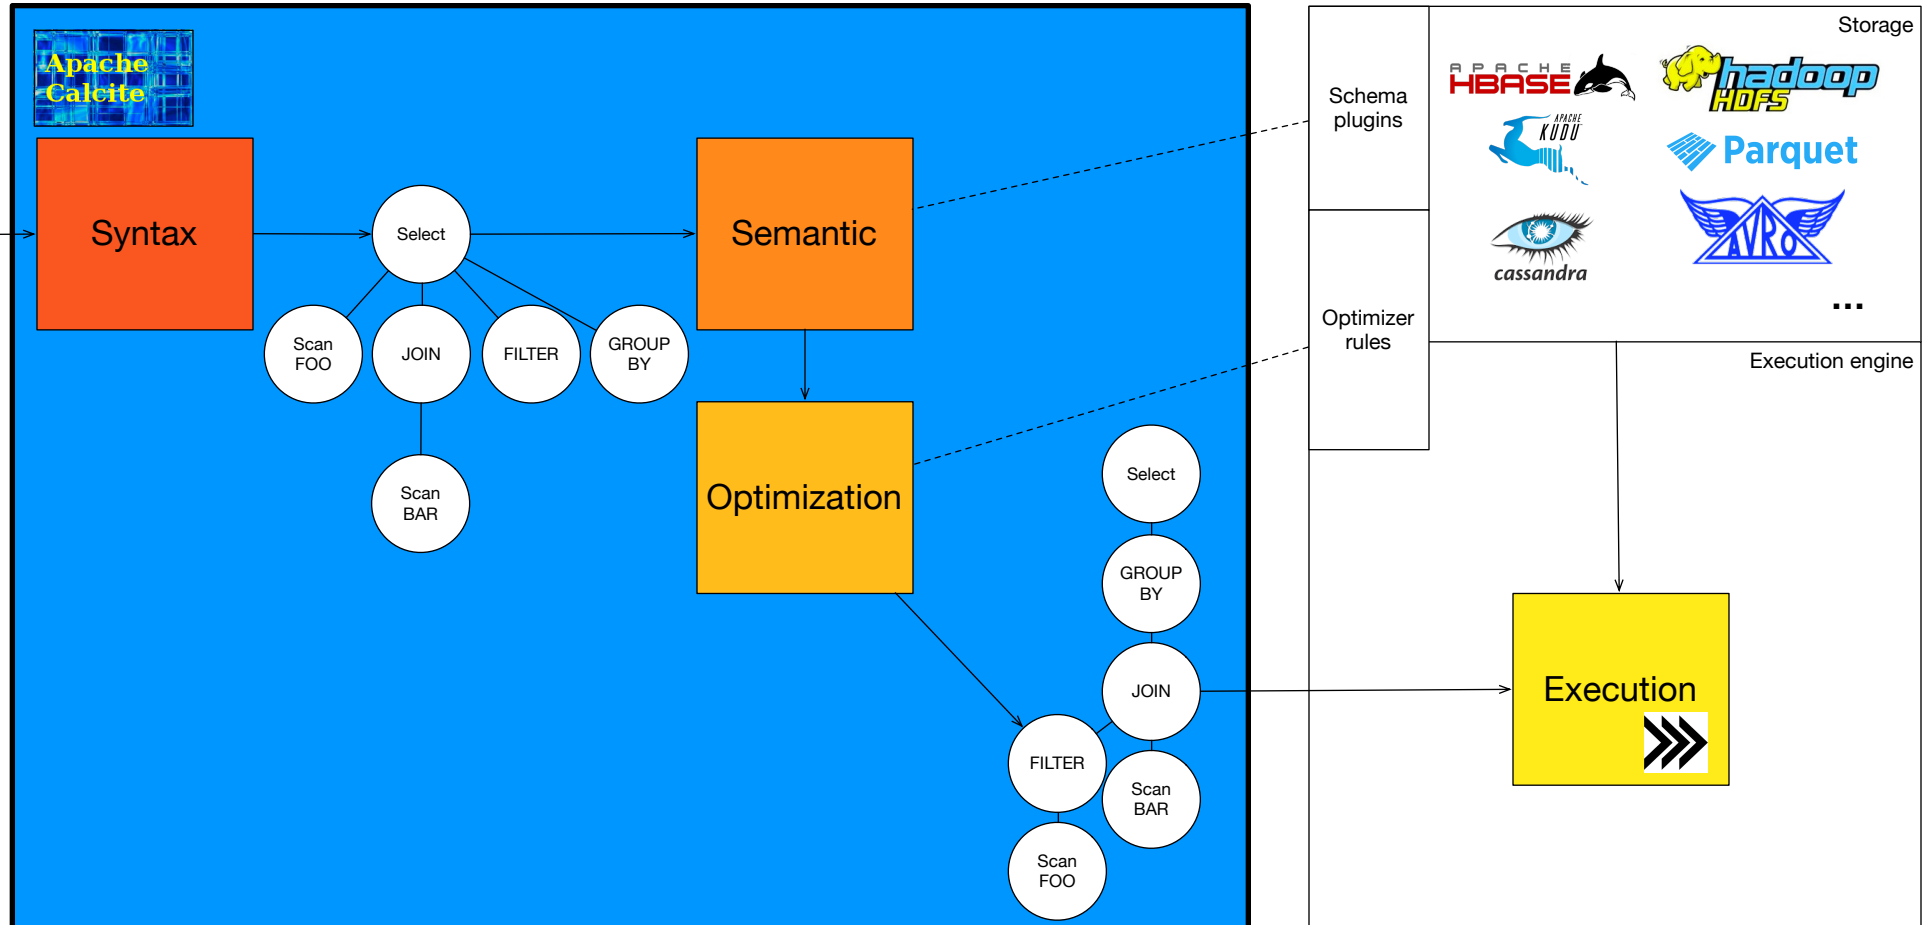 Apache
Calcite
Syntax
Select
Scan
FOO
JOIN
FILTER
GROUP
BY
Scan
BAR
Semantic
Optimization
Select
GROUP
BY
JOIN
FILTER
Scan
BAR
Scan
FOO
Schema
plugins
Optimizer
rules
Storage
APACHE
HBASE
hadoop
HDFS
APACHE
KUDU
Parquet
cassandra
AVRO
...
Execution engine
Execution